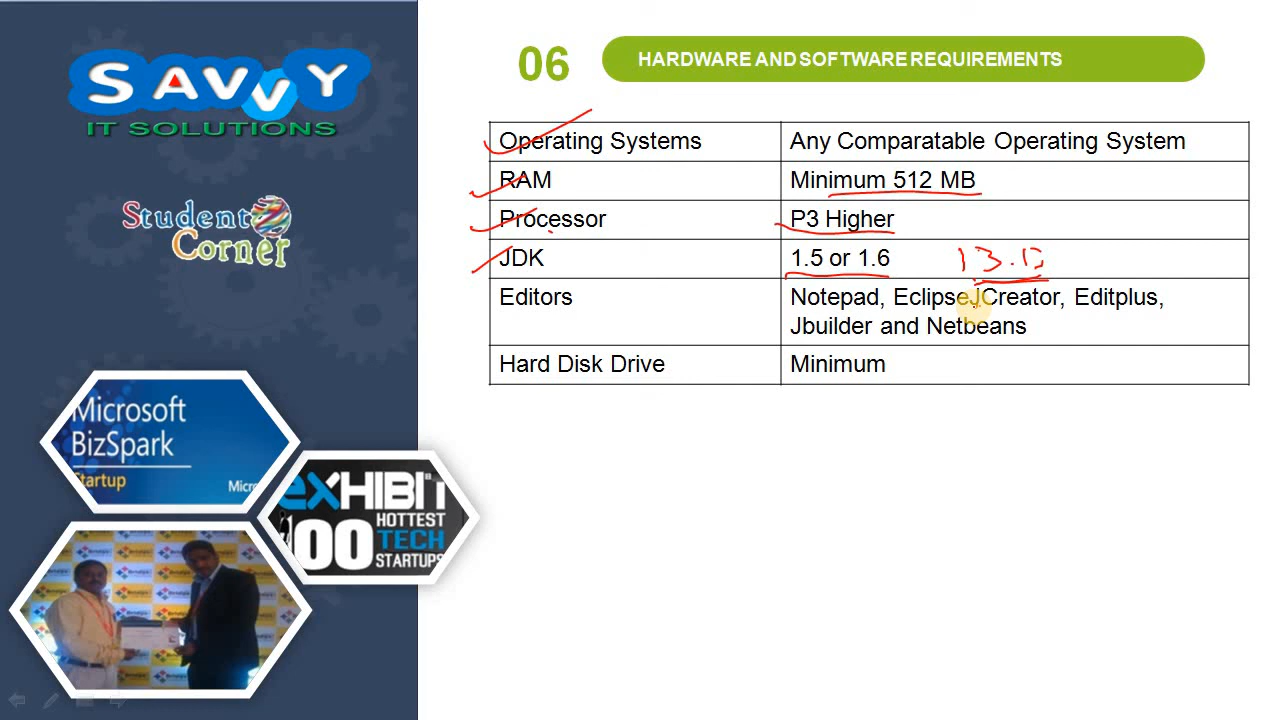 SAVVY
IT SOLUTIONS
Student
Corner
Microsoft
BizSpark
Startup
Micr
eXHIBIT
100
HOTTEST
TECH
STARTUPS
06
HARDWARE AND SOFTWARE REQUIREMENTS
Operating Systems
Any Comparatable Operating System
RAM
Minimum 512 MB
Processor
P3 Higher
JDK
1.5 or 1.6
Editors
Notepad, EclipseJCreator, Editplus,
Jbuilder and Netbeans
Hard Disk Drive
Minimum